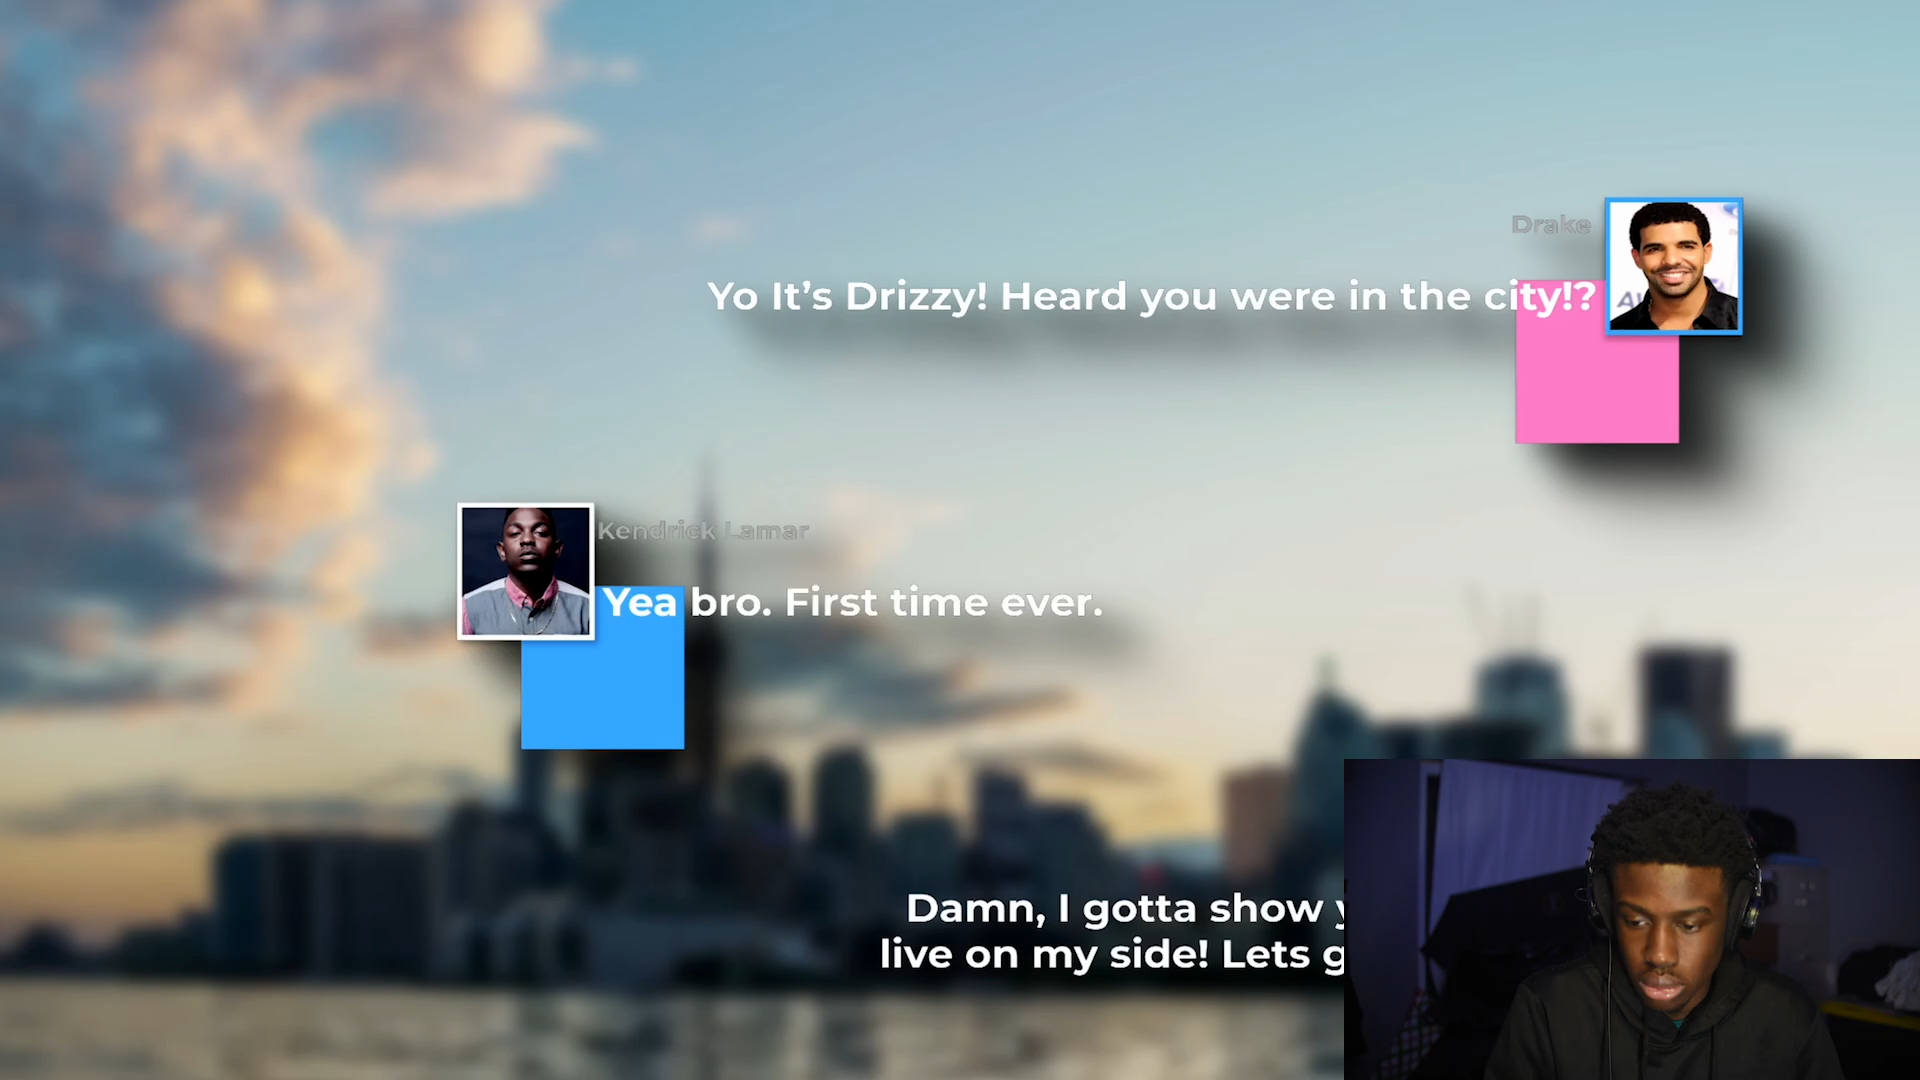 Drake
Yo It’s Drizzy! Heard you were in the city!?
Kendrick Lamar
Yea bro. First time ever.
Damn, I gotta show
live on my side! Lets